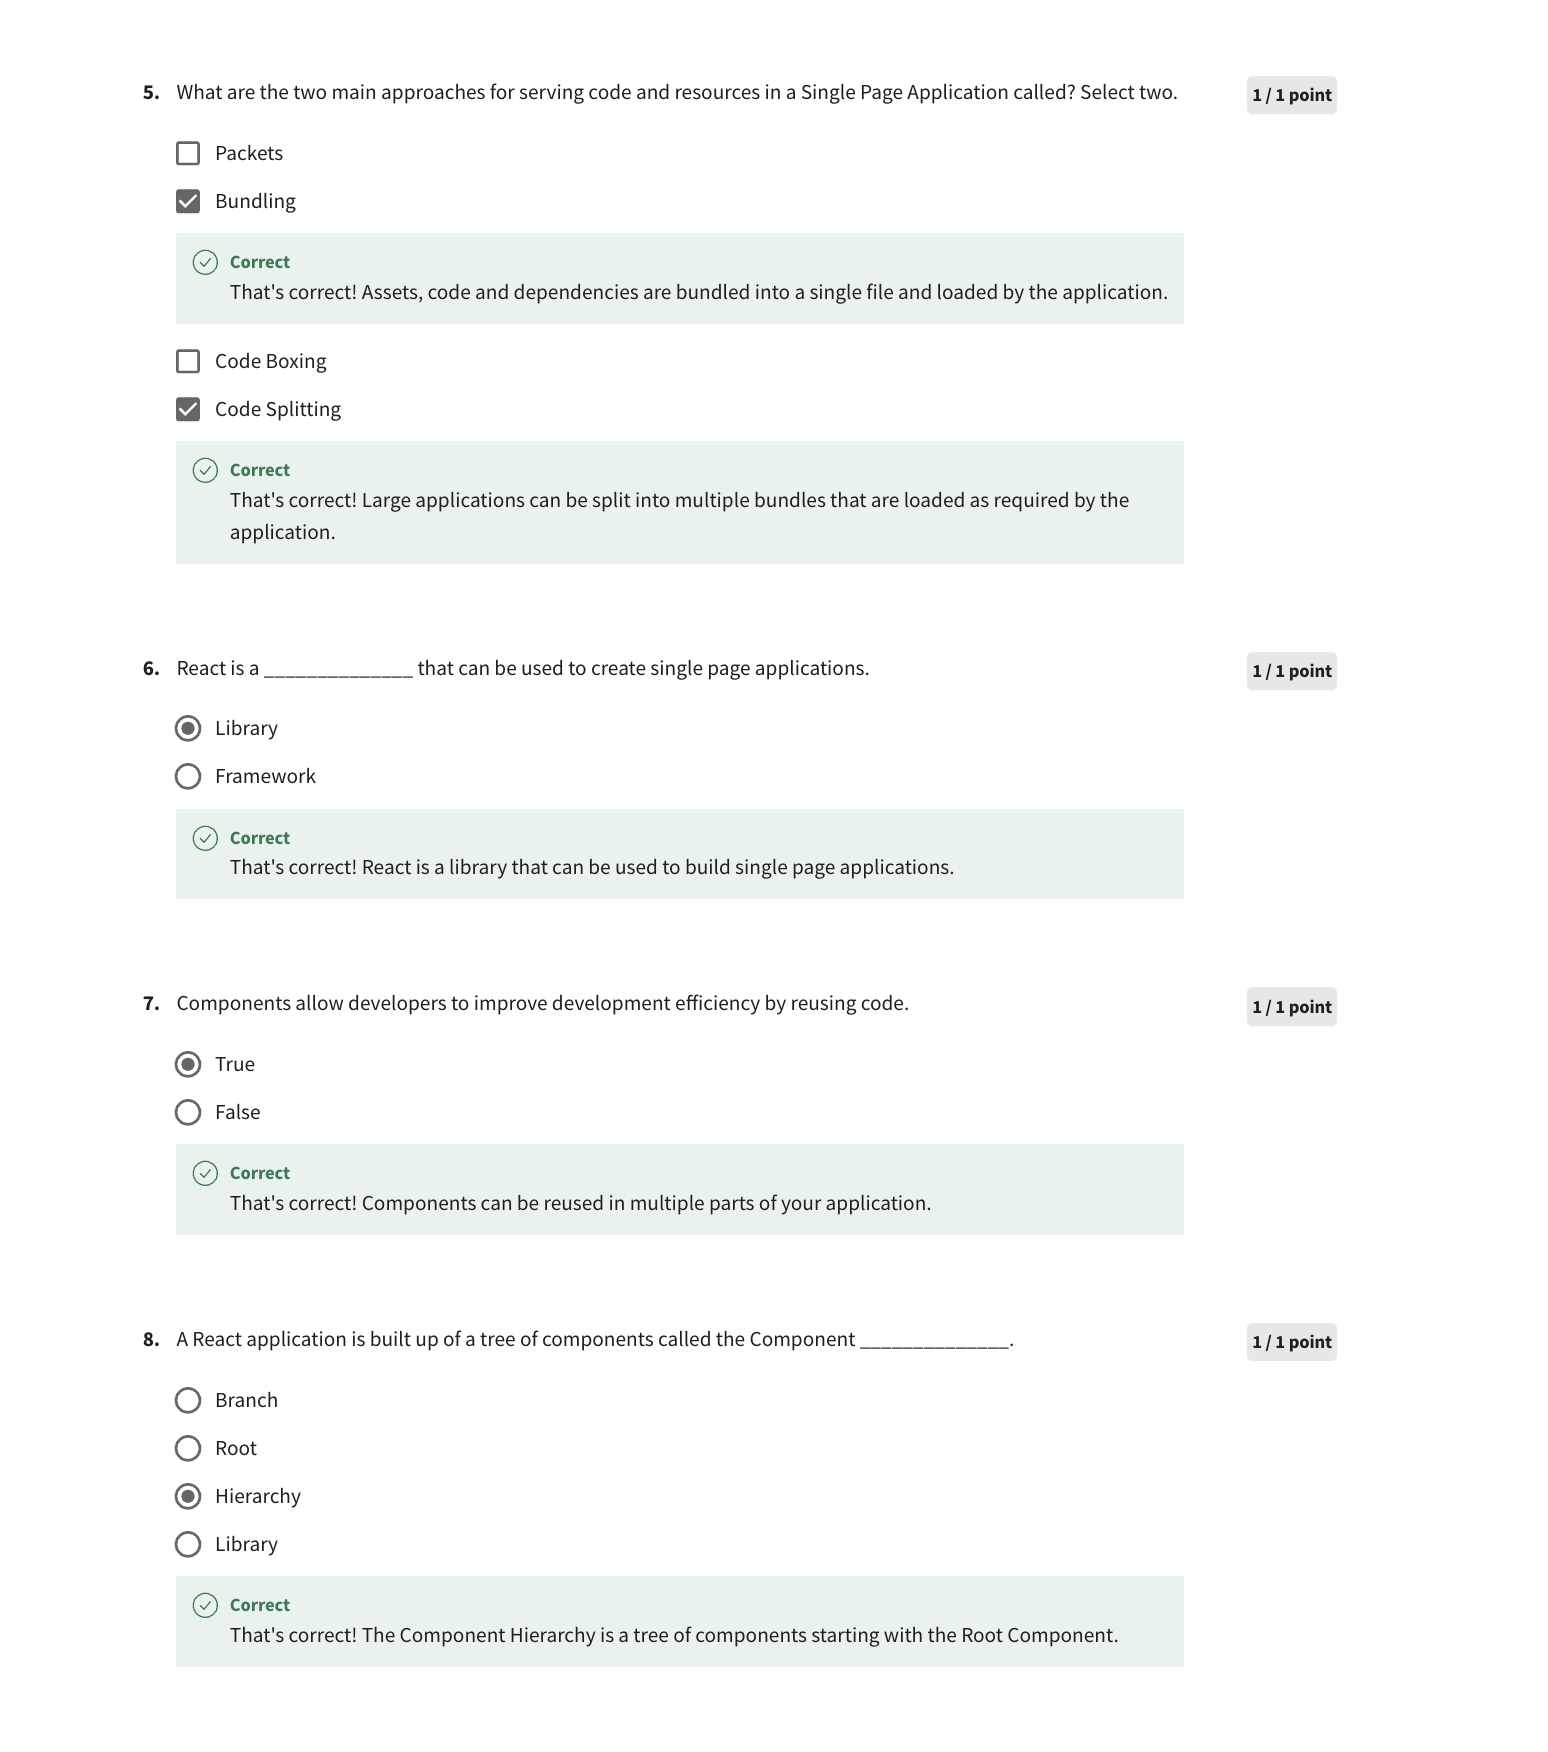 5. What are the two main approaches for serving code and resources in a Single Page Application called? Select two.
1 / 1 point
Packets
Bundling
Correct
That's correct! Assets, code and dependencies are bundled into a single file and loaded by the application.
Code Boxing
Code Splitting
Correct
That's correct! Large applications can be split into multiple bundles that are loaded as required by the
application.
6. React is a ______________ that can be used to create single page applications.
1 / 1 point
Library
Framework
Correct
That's correct! React is a library that can be used to build single page applications.
7. Components allow developers to improve development efficiency by reusing code.
1 / 1 point
True
False
Correct
That's correct! Components can be reused in multiple parts of your application.
8. A React application is built up of a tree of components called the Component ______________.
1 / 1 point
Branch
Root
Hierarchy
Library
Correct
That's correct! The Component Hierarchy is a tree of components starting with the Root Component.